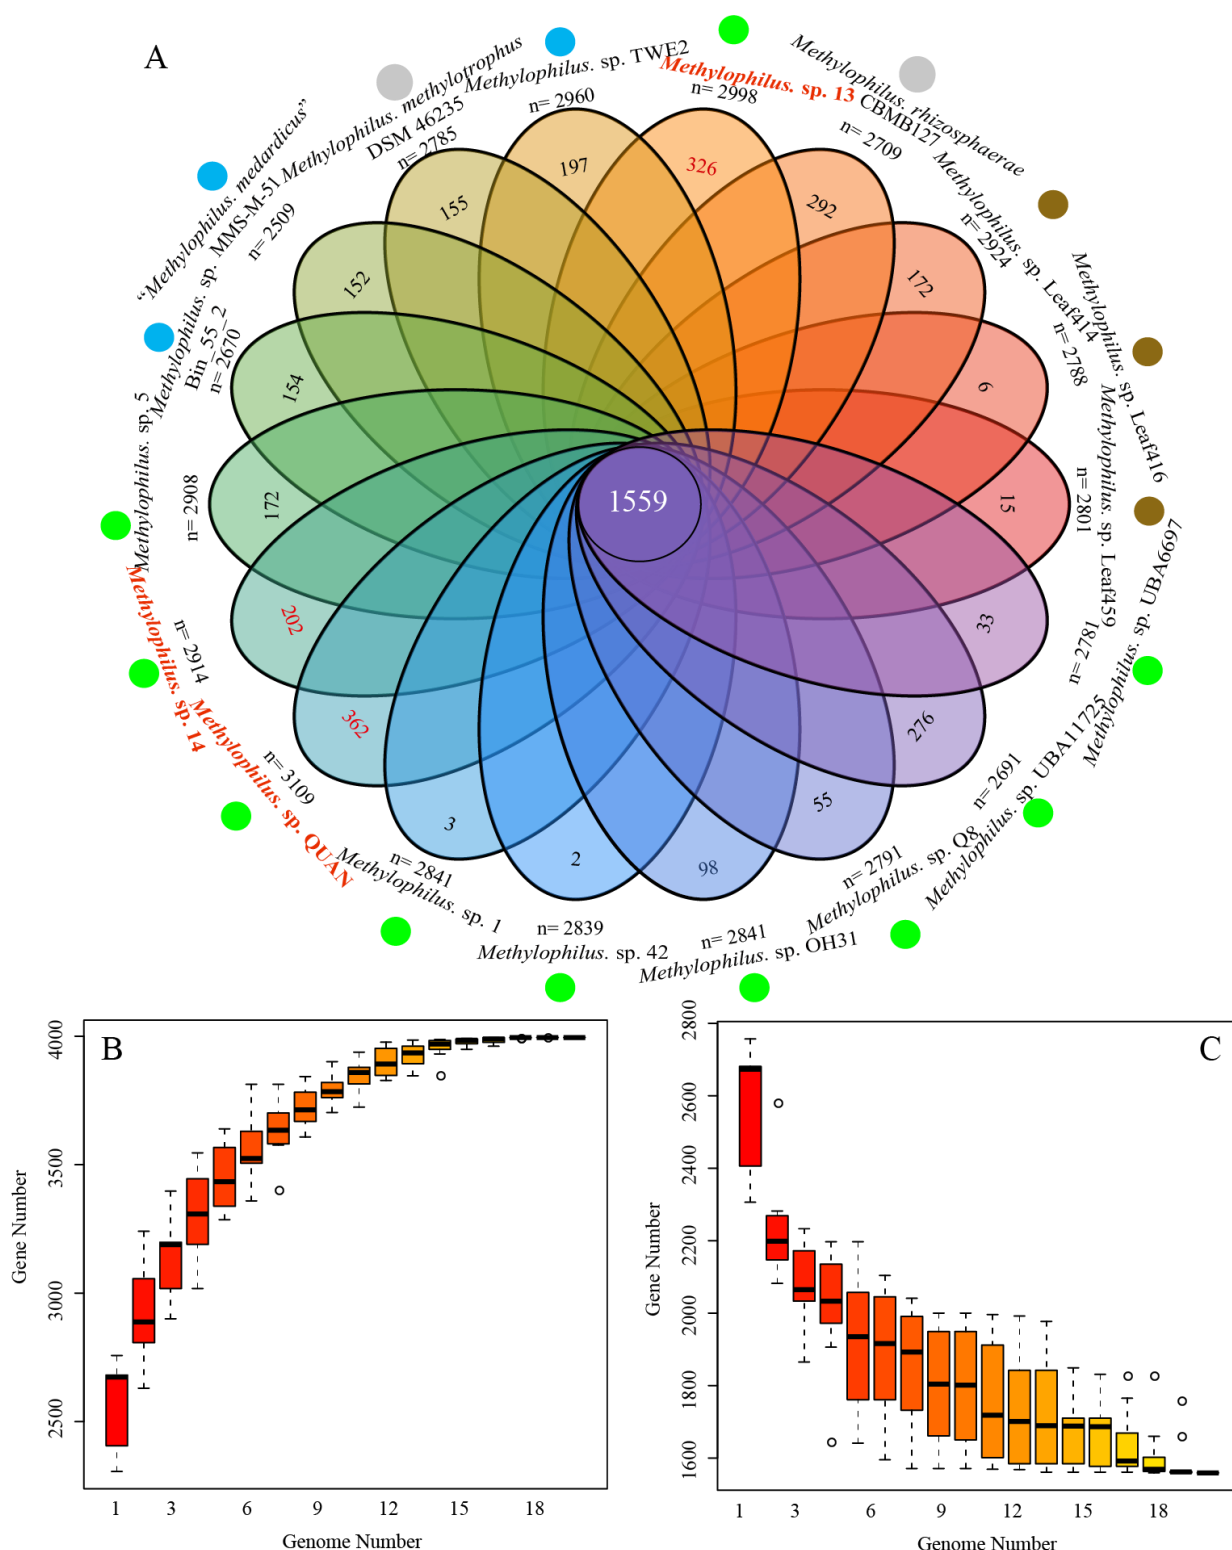 A
Methylophilus. sp. TWE2
n= 2960
197
Methylophilus. sp. 13
n= 2998
326
Methylophilus. rhizosphaerae
CBMB127
n= 2709
292
Methylophilus. sp. Leaf414
n= 2924
172
Methylophilus. sp. Leaf416
n= 2788
6
Methylophilus. sp. Leaf459
n= 2801
15
Methylophilus. sp. UBA6697
n= 2781
33
Methylophilus. sp. UBA11725
n= 2691
276
Methylophilus. sp. Q8
n= 2791
55
Methylophilus. sp. OH31
n= 2841
98
Methylophilus. sp. 42
n= 2839
2
Methylophilus. sp. 1
n= 2841
3
Methylophilus. sp. QUAN
n= 3109
362
Methylophilus. sp. 14
n= 2914
202
Methylophilus. sp. 5
n= 2908
172
Methylophilus. sp. MMS-M-51
Bin_55_2
n= 2670
154
“Methylophilus. medardicus”
n= 2509
152
Methylophilus. methylotrophus
DSM 46235
n= 2785
155
1559
B
Gene Number
4000
3500
3000
2500
1 3 6 9 12 15 18
Genome Number
C
Gene Number
2800
2600
2400
2200
2000
1800
1600
1 3 6 9 12 15 18
Genome Number